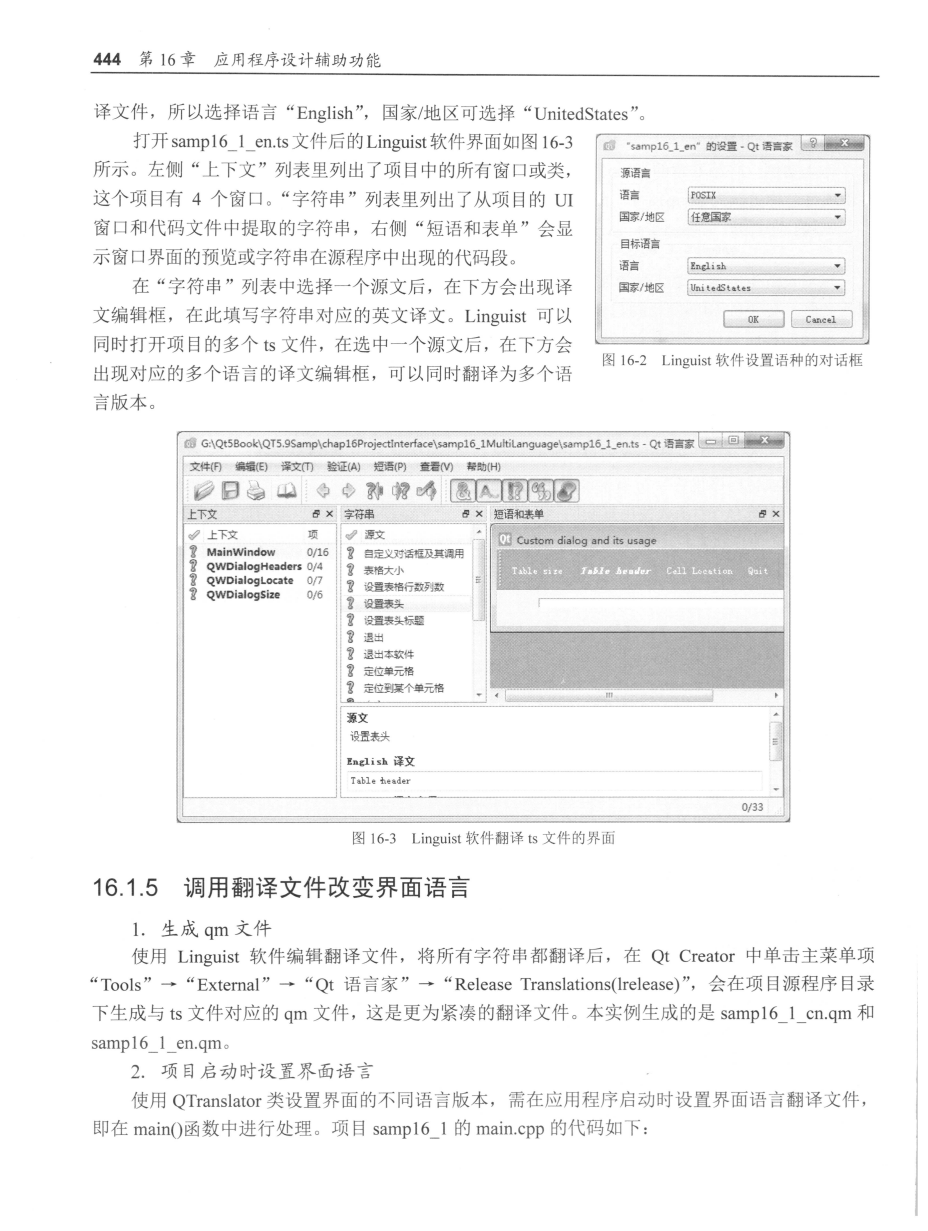 444 第 16 章 应用程序设计辅助功能
译文件，所以选择语言“English”，国家/地区可选择“UnitedStates”。
打开 samp16_1_en.ts 文件后的 Linguist 软件界面如图 16-3
所示。左侧“上下文”列表里列出了项目中的所有窗口或类，
这个项目有 4 个窗口。“字符串”列表里列出了从项目的 UI
窗口和代码文件中提取的字符串，右侧“短语和表单”会显
示窗口界面的预览或字符串在源程序中出现的代码段。
在“字符串”列表中选择一个源文后，在下方会出现译
文编辑框，在此填写字符串对应的英文译文。Linguist 可以
同时打开项目的多个 ts 文件，在选中一个源文后，在下方会
出现对应的多个语言的译文编辑框，可以同时翻译为多个语
言版本。
"samp16_1_en" 的设置 - Qt 语言家
源语言
语言 POSIX
国家/地区 任意国家
目标语言
语言 English
国家/地区 UnitedStates
OK Cancel
图 16-2 Linguist 软件设置语种的对话框
G:\Qt5Book\QT5.9Samp\chap16ProjectInterface\samp16_1MultiLanguage\samp16_1_en.ts - Qt 语言家
文件(F) 编辑(E) 译文(T) 验证(A) 短语(P) 查看(V) 帮助(H)
上下文 字符串 短语和表单
上下文 项
MainWindow 0/16
QWDialogHeaders 0/4
QWDialogLocate 0/7
QWDialogSize 0/6
源文
自定义对话框及其调用
表格大小
设置表格行数列数
设置表头
设置表头标题
退出
退出本软件
定位单元格
定位到某个单元格
Custom dialog and its usage
Table size Table header Cell Location Quit
源文
设置表头
English 译文
Table header
0/33
图 16-3 Linguist 软件翻译 ts 文件的界面
16.1.5 调用翻译文件改变界面语言
1．生成 qm 文件
使用 Linguist 软件编辑翻译文件，将所有字符串都翻译后，在 Qt Creator 中单击主菜单项
“Tools”→“External”→“Qt 语言家”→“Release Translations(lrelease)”，会在项目源程序目录
下生成与 ts 文件对应的 qm 文件，这是更为紧凑的翻译文件。本实例生成的是 samp16_1_cn.qm 和
samp16_1_en.qm。
2．项目启动时设置界面语言
使用 QTranslator 类设置界面的不同语言版本，需在应用程序启动时设置界面语言翻译文件，
即在 main()函数中进行处理。项目 samp16_1 的 main.cpp 的代码如下：